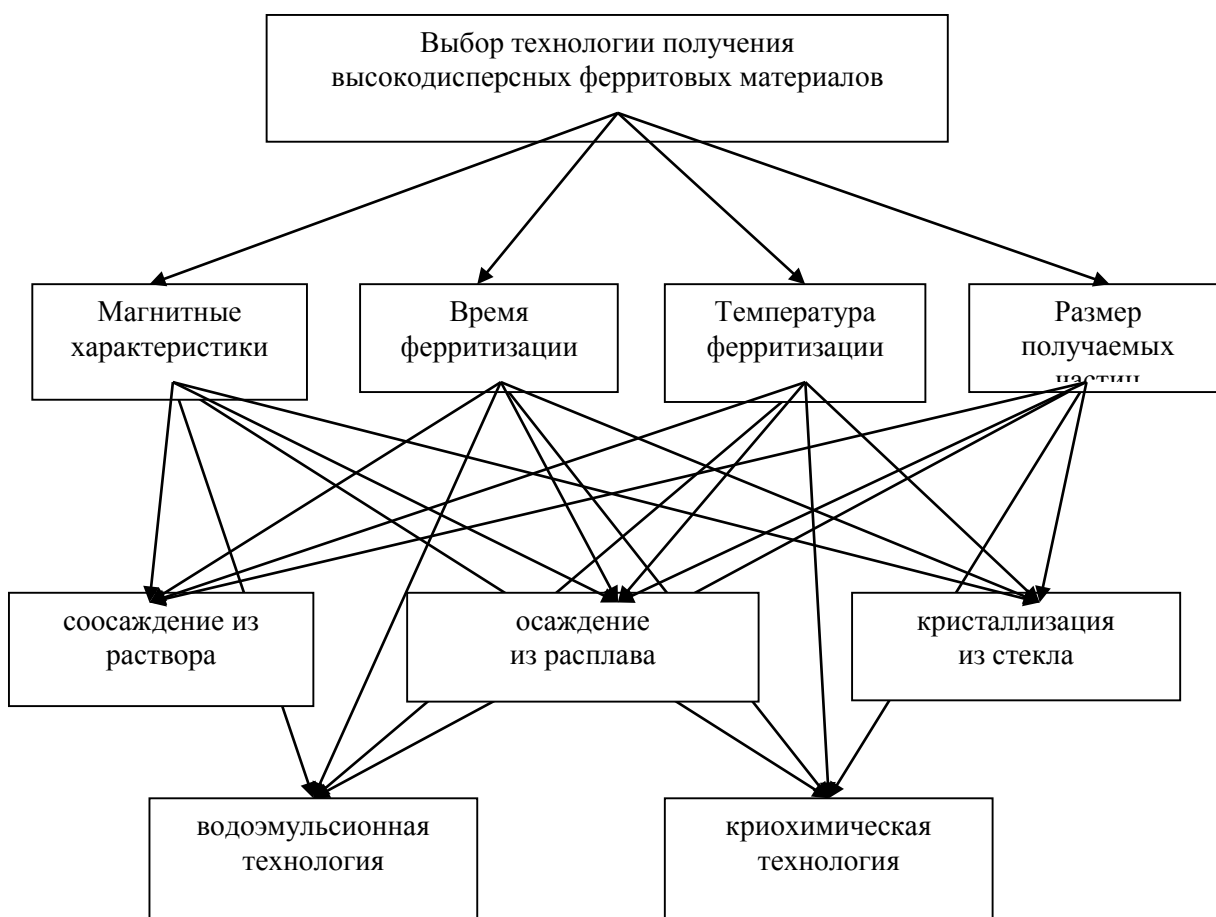 Выбор технологии получения
высокодисперсных ферритовых материалов
Магнитные
характеристики
Время
ферритизации
Температура
ферритизации
Размер
получаемых
частиц
соосаждение из
раствора
осаждение
из расплава
кристаллизация
из стекла
водоэмульсионная
технология
криохимическая
технология